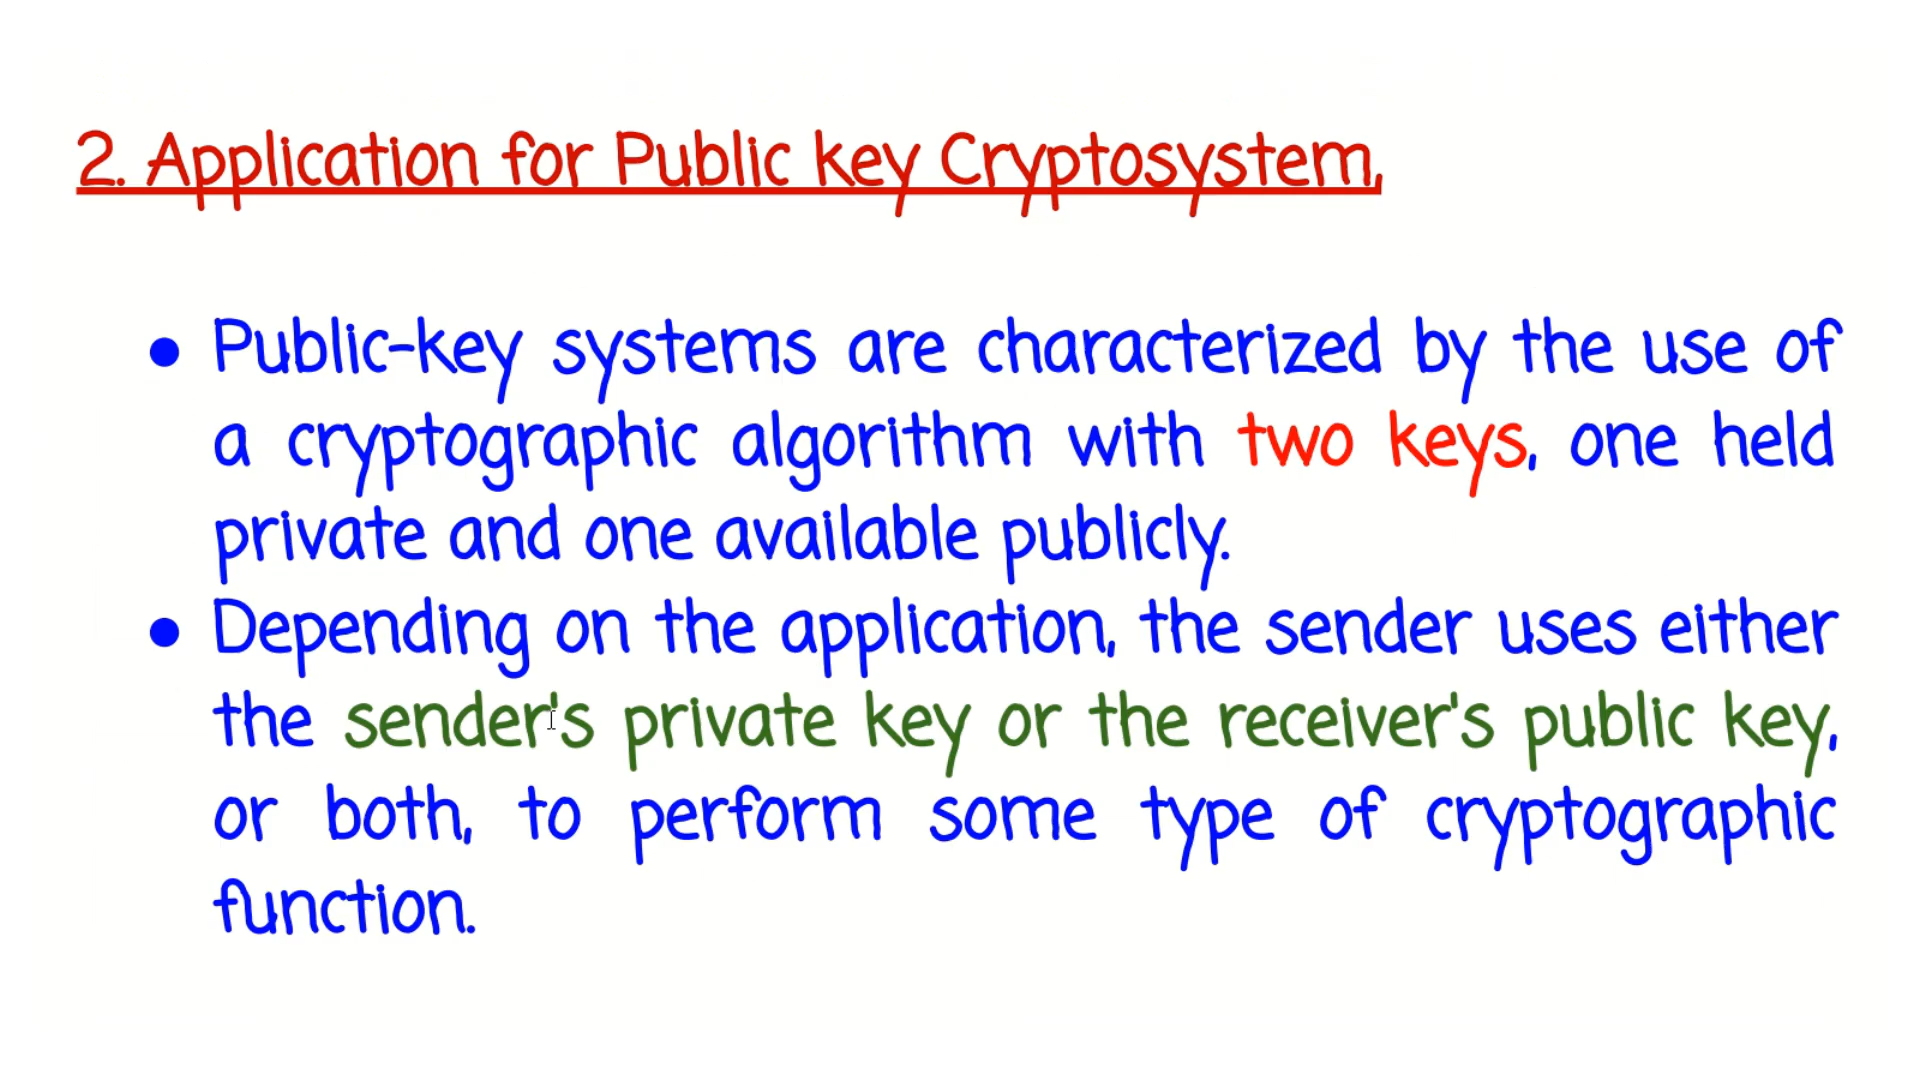 2. Application for Public key Cryptosystem,
• Public-key systems are characterized by the use of
a cryptographic algorithm with two keys, one held
private and one available publicly.
• Depending on the application, the sender uses either
the sender's private key or the receiver's public key,
or both, to perform some type of cryptographic
function.